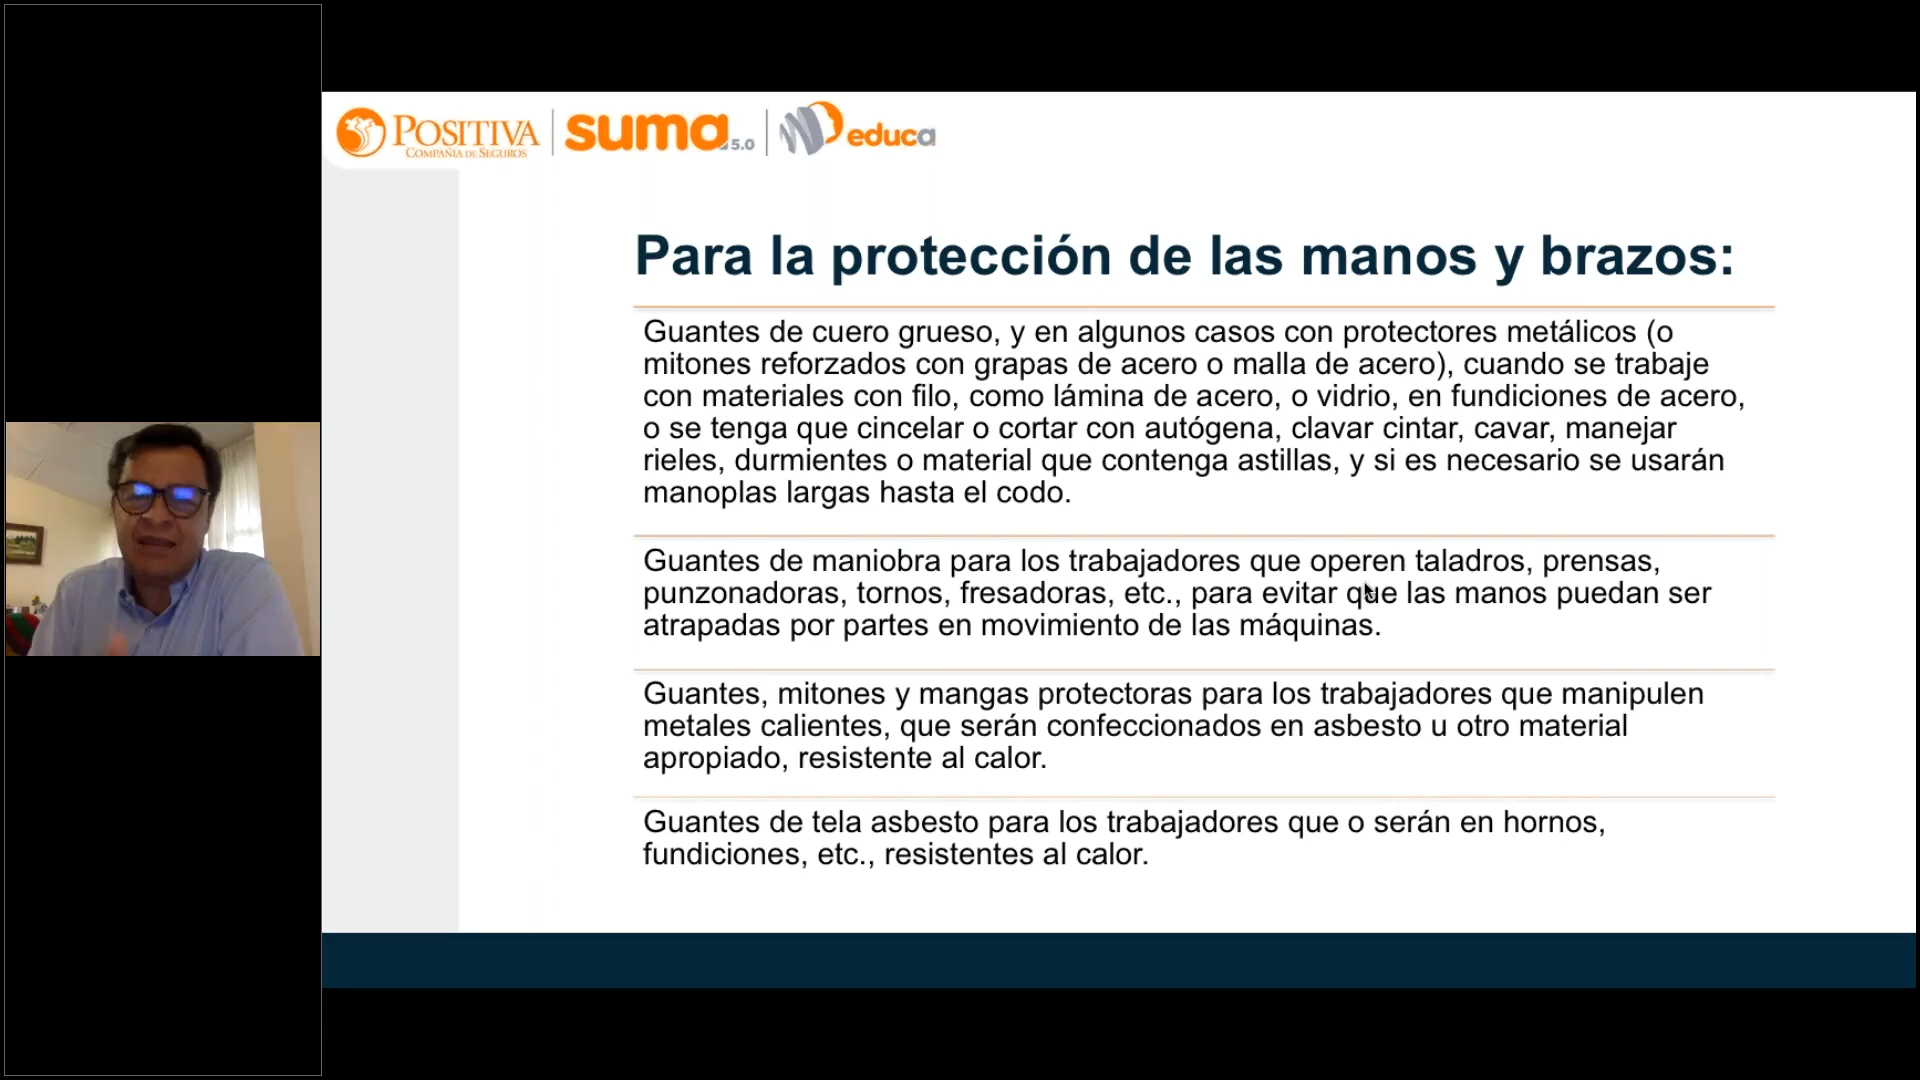 POSITIVA
COMPAÑÍA DE SEGUROS
suma 5.0
educa
Para la protección de las manos y brazos:
Guantes de cuero grueso, y en algunos casos con protectores metálicos (o
mitones reforzados con grapas de acero o malla de acero), cuando se trabaje
con materiales con filo, como lámina de acero, o vidrio, en fundiciones de acero,
o se tenga que cincelar o cortar con autógena, clavar cintar, cavar, manejar
rieles, durmientes o material que contenga astillas, y si es necesario se usarán
manoplas largas hasta el codo.
Guantes de maniobra para los trabajadores que operen taladros, prensas,
punzonadoras, tornos, fresadoras, etc., para evitar que las manos puedan ser
atrapadas por partes en movimiento de las máquinas.
Guantes, mitones y mangas protectoras para los trabajadores que manipulen
metales calientes, que serán confeccionados en asbesto u otro material
apropiado, resistente al calor.
Guantes de tela asbesto para los trabajadores que o serán en hornos,
fundiciones, etc., resistentes al calor.